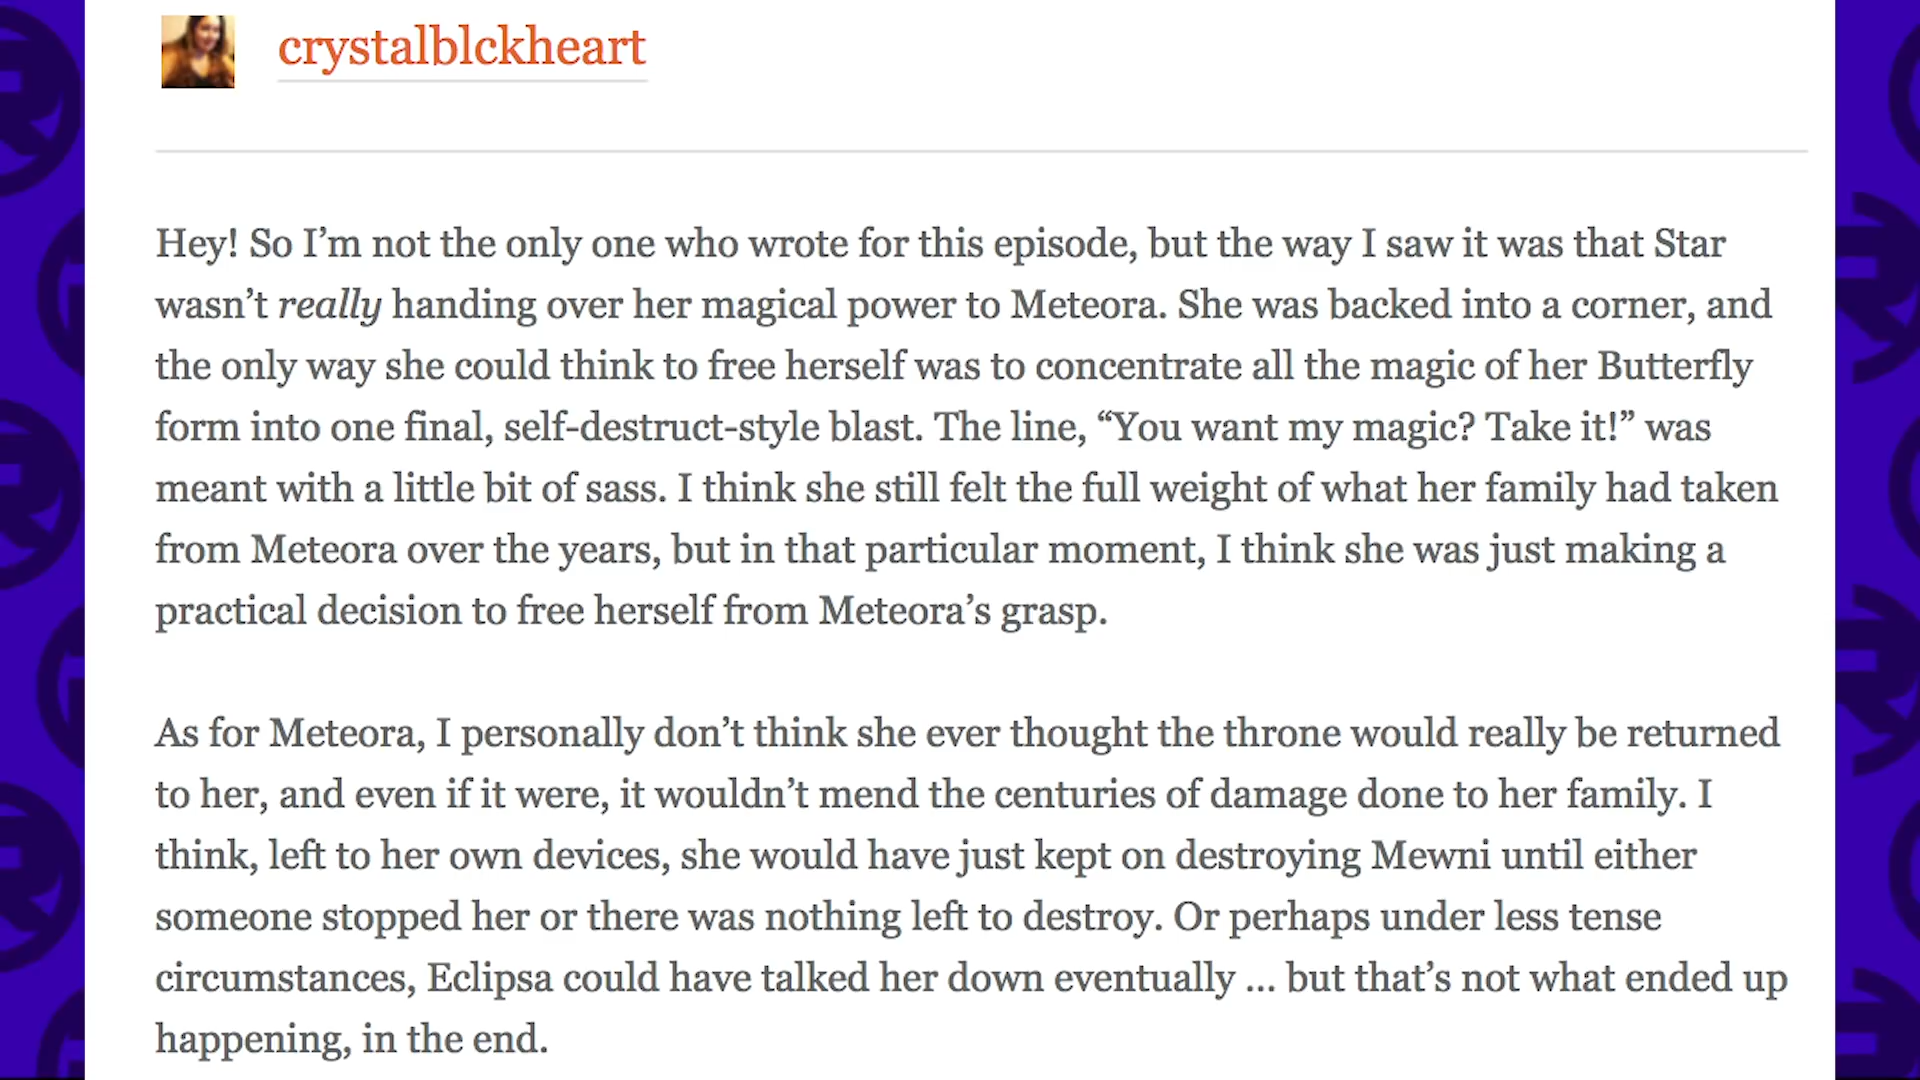 crystalblckheart
Hey! So I’m not the only one who wrote for this episode, but the way I saw it was that Star
wasn’t really handing over her magical power to Meteora. She was backed into a corner, and
the only way she could think to free herself was to concentrate all the magic of her Butterfly
form into one final, self-destruct-style blast. The line, “You want my magic? Take it!” was
meant with a little bit of sass. I think she still felt the full weight of what her family had taken
from Meteora over the years, but in that particular moment, I think she was just making a
practical decision to free herself from Meteora’s grasp.
As for Meteora, I personally don’t think she ever thought the throne would really be returned
to her, and even if it were, it wouldn’t mend the centuries of damage done to her family. I
think, left to her own devices, she would have just kept on destroying Mewni until either
someone stopped her or there was nothing left to destroy. Or perhaps under less tense
circumstances, Eclipsa could have talked her down eventually ... but that’s not what ended up
happening, in the end.